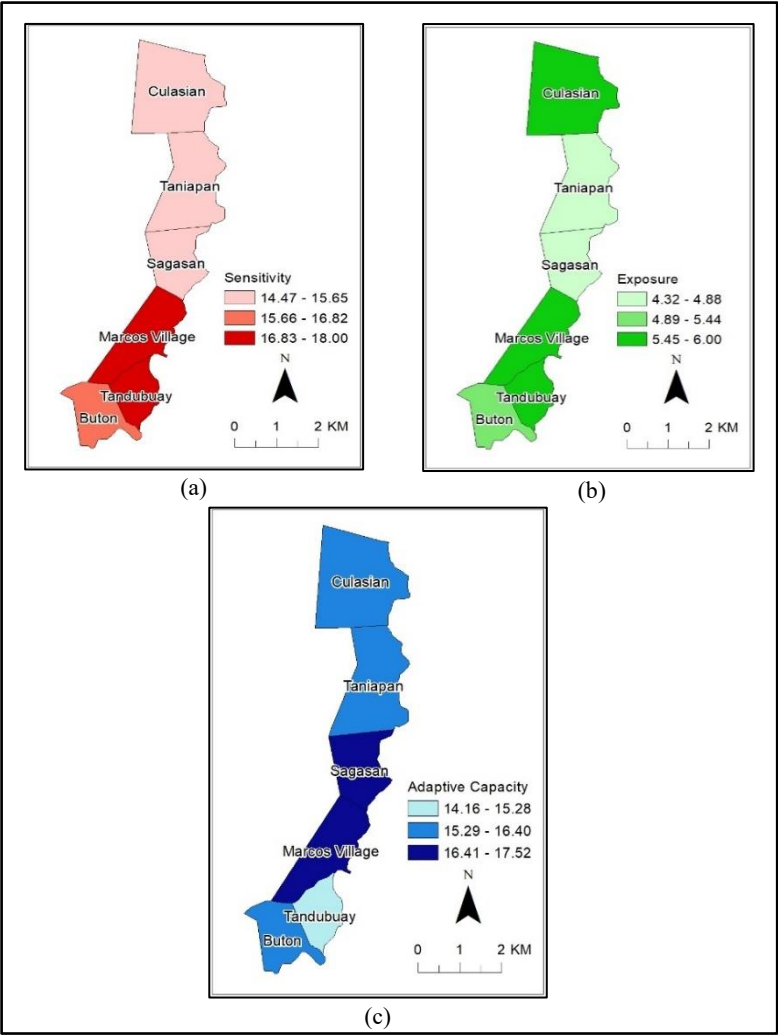 Culasian
Taniapan
Sagasan
Marcos Village
Tandubuay
Buton
Sensitivity
14.47 - 15.65
15.66 - 16.82
16.83 - 18.00
N
0 1 2 KM
(a)
Culasian
Taniapan
Sagasan
Marcos Village
Tandubuay
Buton
Exposure
4.32 - 4.88
4.89 - 5.44
5.45 - 6.00
N
0 1 2 KM
(b)
Culasian
Taniapan
Sagasan
Marcos Village
Tandubuay
Buton
Adaptive Capacity
14.16 - 15.28
15.29 - 16.40
16.41 - 17.52
N
0 1 2 KM
(c)